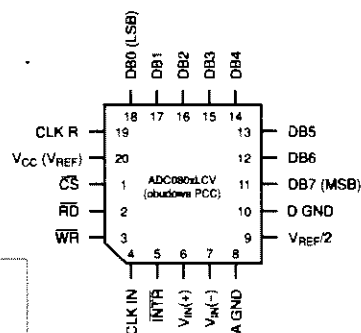 DB0 (LSB)
DB1
DB2
DB3
DB4
18 17 16 15 14
CLK R 19 13 DB5
VCC (VREF) 20 12 DB6
CS 1 11 DB7 (MSB)
RD 2 10 D GND
WR 3 9 VREF/2
ADC080xLCV
(obudowa PCC)
4 5 6 7 8
CLK IN
INTR
VIN(+)
VIN(-)
A GND